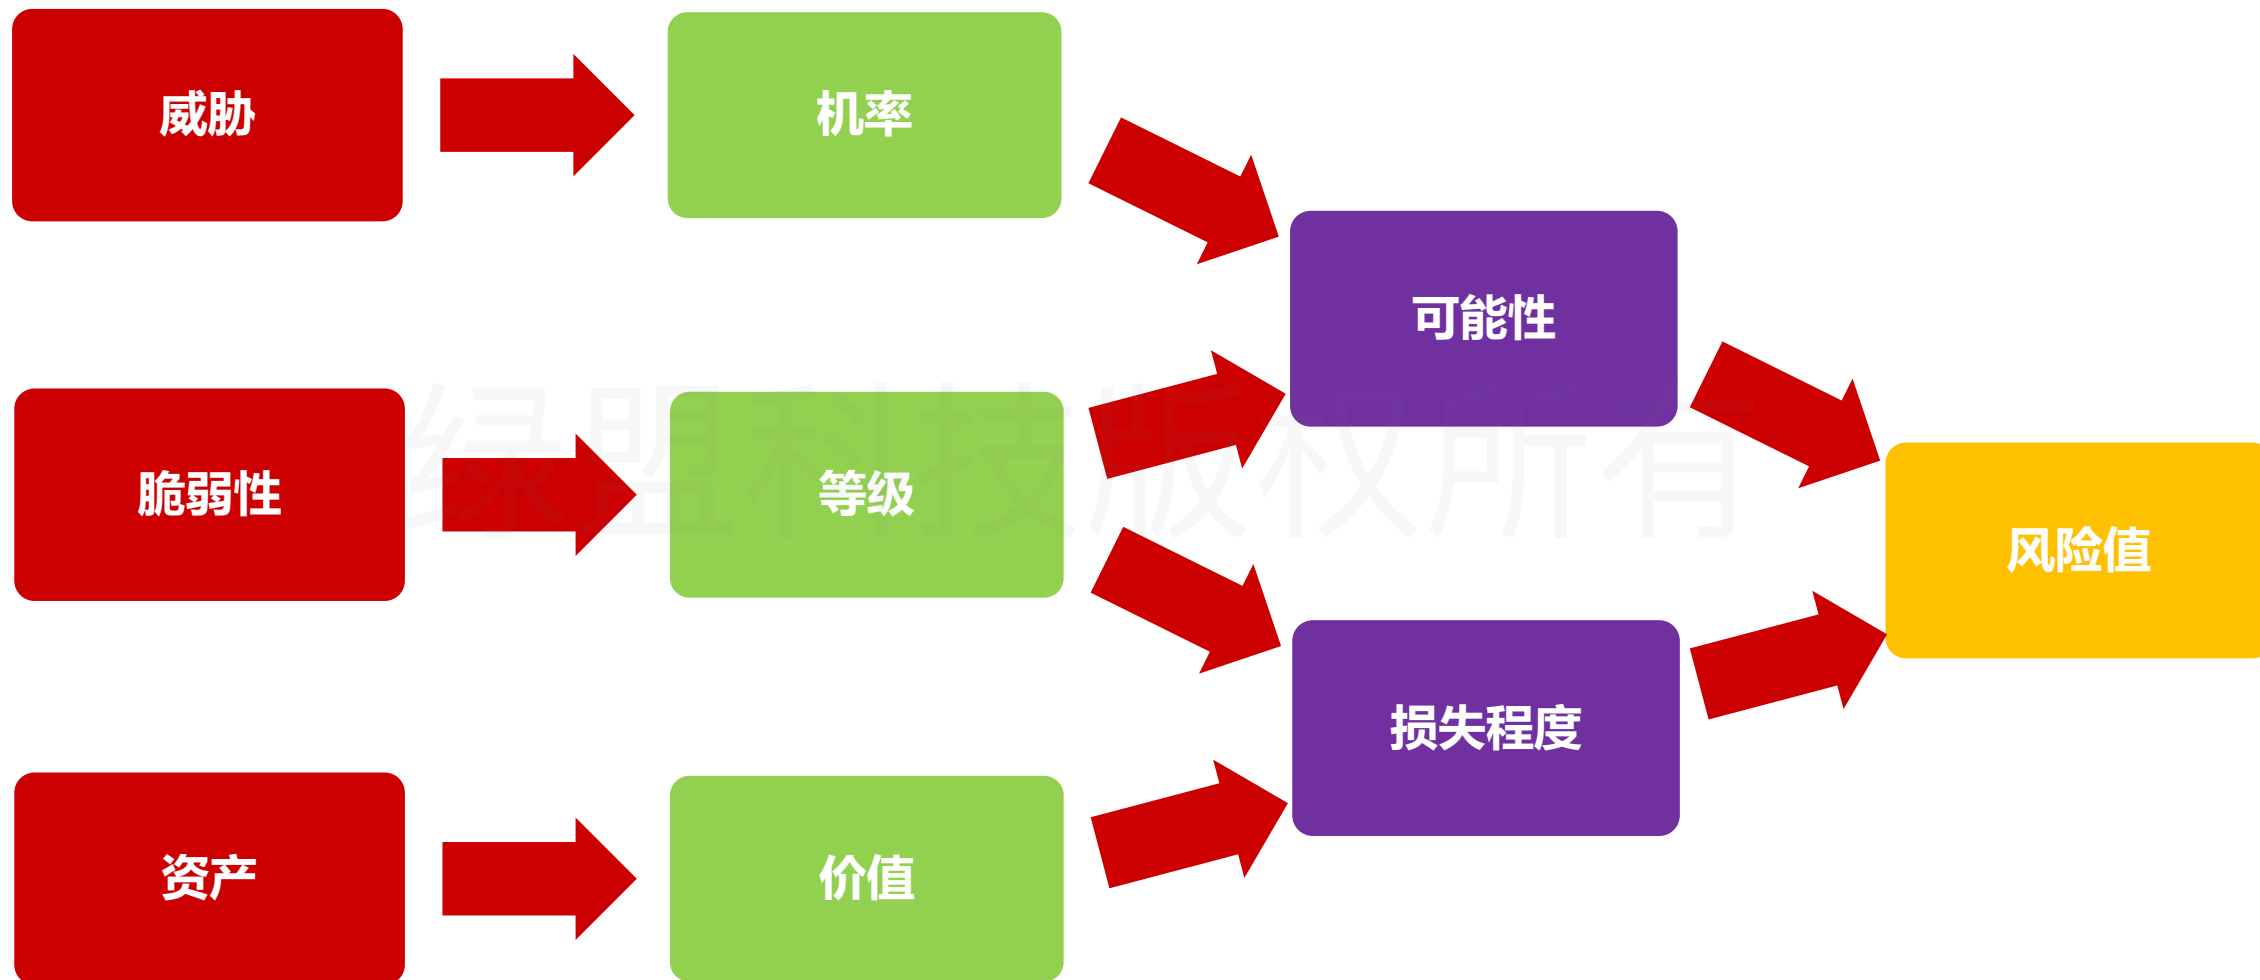 威胁
机率
可能性
脆弱性
等级
风险值
损失程度
资产
价值
绿盟科技版权所有